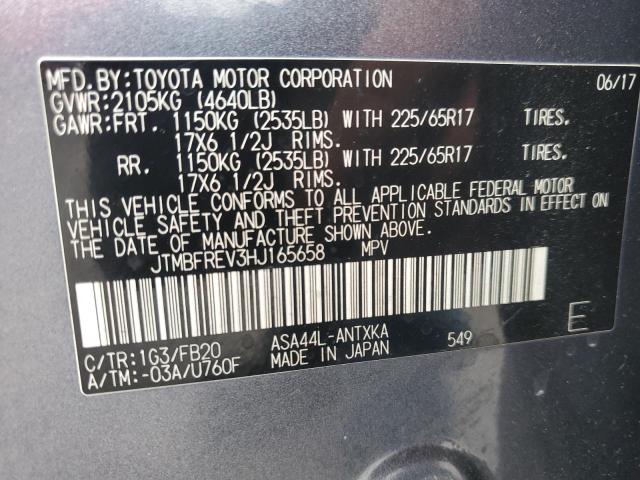 MFD.BY:TOYOTA MOTOR CORPORATION 06/17
GVWR:2105KG (4640LB)
GAWR:FRT. 1150KG (2535LB) WITH 225/65R17 TIRES.
17X6 1/2J RIMS.
RR. 1150KG (2535LB) WITH 225/65R17 TIRES.
17X6 1/2J RIMS.
THIS VEHICLE CONFORMS TO ALL APPLICABLE FEDERAL MOTOR
VEHICLE SAFETY AND THEFT PREVENTION STANDARDS IN EFFECT ON
THE DATE OF MANUFACTURE SHOWN ABOVE.
JTMBFREV3HJ165658 MPV
E
C/TR:1G3/FB20 ASA44L-ANTXKA 549
A/TM:-03A/U760F MADE IN JAPAN